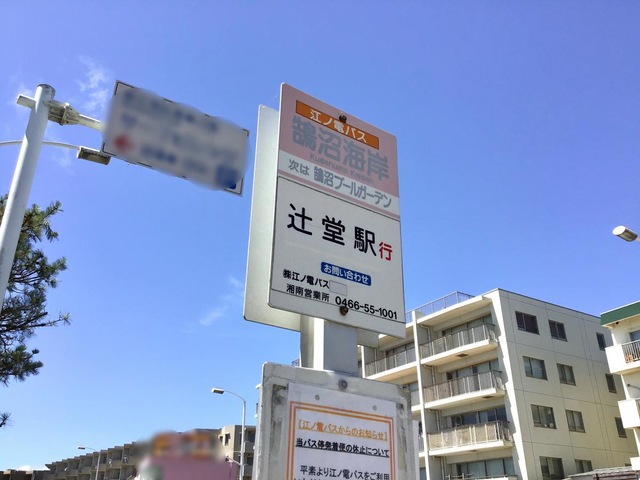 江ノ電バス
鵠沼海岸
Kugenuma Kaigan
次は 鵠沼プールガーデン
辻堂駅行
お問い合わせ
㈱江ノ電バス
湘南営業所 0466-55-1001
【江ノ電バスからのお知らせ】
当バス停発着便の休止について
平素より江ノ電バスをご利用